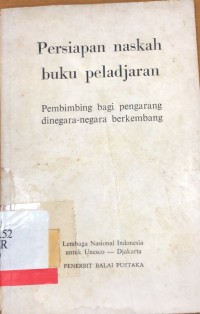 Persiapan naskah
buku peladjaran
Pembimbing bagi pengarang
dinegara-negara berkembang
.52
R
Lembaga Nasional Indonesia
untuk Unesco — Djakarta
PENERBIT BALAI PUSTAKA